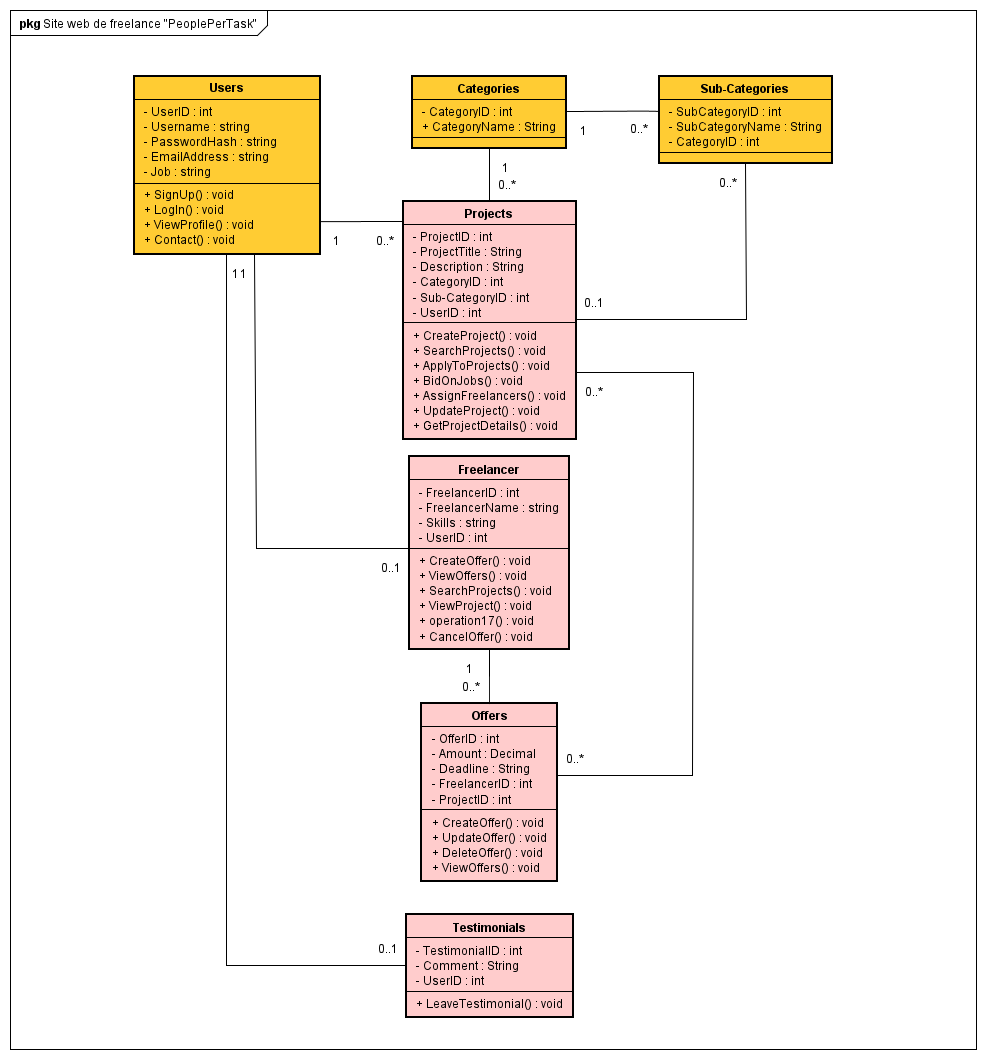 pkg Site web de freelance "PeoplePerTask"
Users
- UserID : int
- Username : string
- PasswordHash : string
- EmailAddress : string
- Job : string
+ SignUp() : void
+ LogIn() : void
+ ViewProfile() : void
+ Contact() : void
Categories
- CategoryID : int
+ CategoryName : String
Sub-Categories
- SubCategoryID : int
- SubCategoryName : String
- CategoryID : int
1
0..*
1
0..*
0..*
0..1
1
0..*
Projects
- ProjectID : int
- ProjectTitle : String
- Description : String
- CategoryID : int
- Sub-CategoryID : int
- UserID : int
+ CreateProject() : void
+ SearchProjects() : void
+ ApplyToProjects() : void
+ BidOnJobs() : void
+ AssignFreelancers() : void
+ UpdateProject() : void
+ GetProjectDetails() : void
1 1
0..*
Freelancer
- FreelancerID : int
- FreelancerName : string
- Skills : string
- UserID : int
+ CreateOffer() : void
+ ViewOffers() : void
+ SearchProjects() : void
+ ViewProject() : void
+ operation17() : void
+ CancelOffer() : void
0..1
1
0..*
Offers
- OfferID : int
- Amount : Decimal
- Deadline : String
- FreelancerID : int
- ProjectID : int
+ CreateOffer() : void
+ UpdateOffer() : void
+ DeleteOffer() : void
+ ViewOffers() : void
0..*
Testimonials
- TestimonialID : int
- Comment : String
- UserID : int
+ LeaveTestimonial() : void
0..1